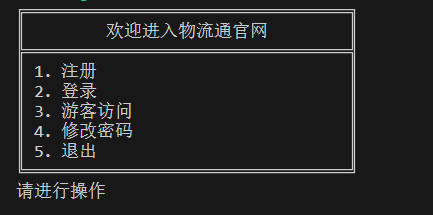 欢迎进入物流通官网
1. 注册
2. 登录
3. 游客访问
4. 修改密码
5. 退出
请进行操作